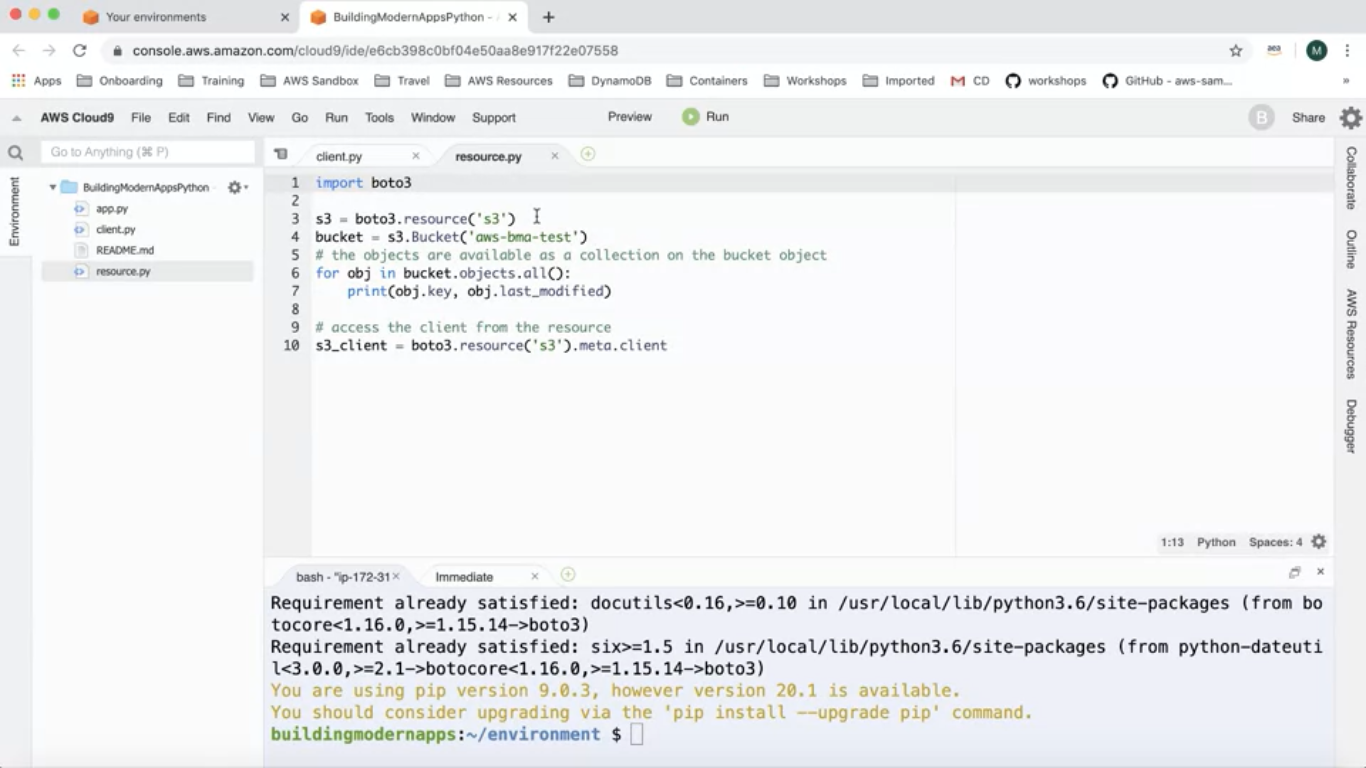 Your environments
BuildingModernAppsPython -
console.aws.amazon.com/cloud9/ide/e6cb398c0bf04e50aa8e917f22e07558
aea
M
Apps Onboarding Training AWS Sandbox Travel AWS Resources DynamoDB Containers Workshops Imported CD workshops GitHub - aws-sam... »
AWS Cloud9 File Edit Find View Go Run Tools Window Support Preview Run B Share
Go to Anything (⌘ P)
client.py
resource.py
Environment
BuildingModernAppsPython
app.py
client.py
README.md
resource.py
1 import boto3
2
3 s3 = boto3.resource('s3')
4 bucket = s3.Bucket('aws-bma-test')
5 # the objects are available as a collection on the bucket object
6 for obj in bucket.objects.all():
7     print(obj.key, obj.last_modified)
8
9 # access the client from the resource
10 s3_client = boto3.resource('s3').meta.client
Collaborate
Outline
AWS Resources
Debugger
1:13 Python Spaces: 4
bash - "ip-172-31
Immediate
Requirement already satisfied: docutils<0.16,>=0.10 in /usr/local/lib/python3.6/site-packages (from bo
tocore<1.16.0,>=1.15.14->boto3)
Requirement already satisfied: six>=1.5 in /usr/local/lib/python3.6/site-packages (from python-dateuti
l<3.0.0,>=2.1->botocore<1.16.0,>=1.15.14->boto3)
You are using pip version 9.0.3, however version 20.1 is available.
You should consider upgrading via the 'pip install --upgrade pip' command.
buildingmodernapps:~/environment $